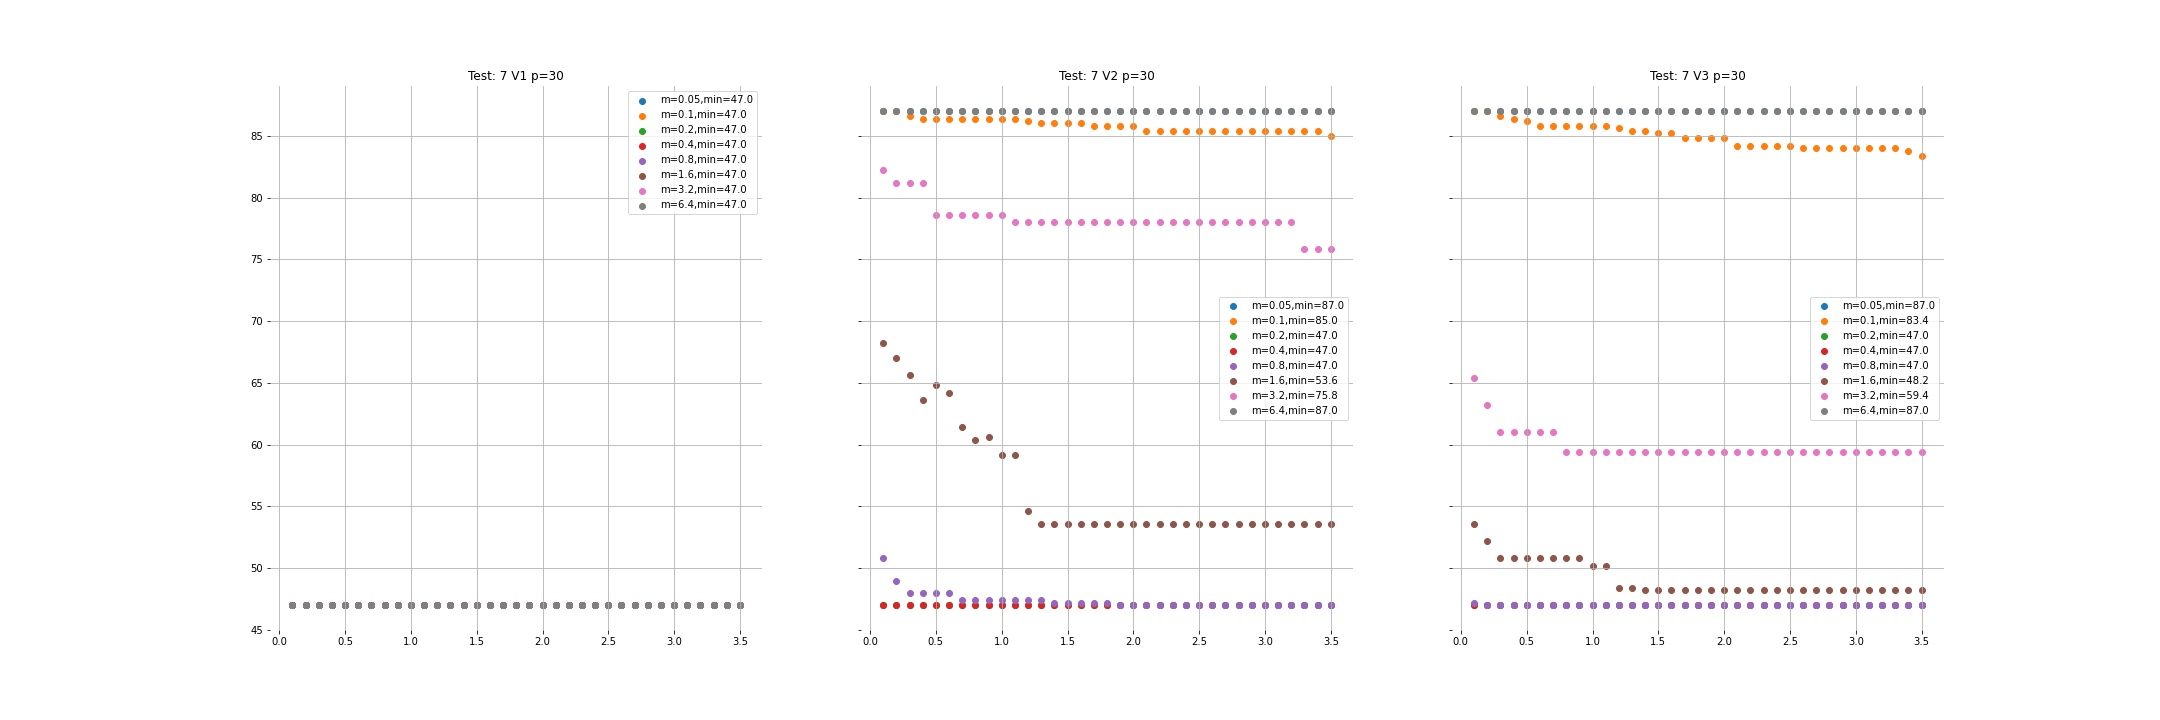 Test: 7 V1 p=30
m=0.05,min=47.0
m=0.1,min=47.0
m=0.2,min=47.0
m=0.4,min=47.0
m=0.8,min=47.0
m=1.6,min=47.0
m=3.2,min=47.0
m=6.4,min=47.0
85
80
75
70
65
60
55
50
45
0.0 0.5 1.0 1.5 2.0 2.5 3.0 3.5
Test: 7 V2 p=30
m=0.05,min=87.0
m=0.1,min=85.0
m=0.2,min=47.0
m=0.4,min=47.0
m=0.8,min=47.0
m=1.6,min=53.6
m=3.2,min=75.8
m=6.4,min=87.0
0.0 0.5 1.0 1.5 2.0 2.5 3.0 3.5
Test: 7 V3 p=30
m=0.05,min=87.0
m=0.1,min=83.4
m=0.2,min=47.0
m=0.4,min=47.0
m=0.8,min=47.0
m=1.6,min=48.2
m=3.2,min=59.4
m=6.4,min=87.0
0.0 0.5 1.0 1.5 2.0 2.5 3.0 3.5